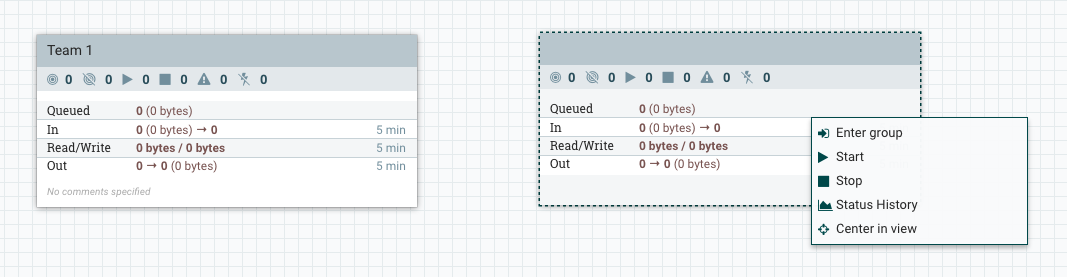 Team 1
0 0 0 0 0 0
Queued 0 (0 bytes)
In 0 (0 bytes) → 0 5 min
Read/Write 0 bytes / 0 bytes 5 min
Out 0 → 0 (0 bytes) 5 min
No comments specified
0 0 0 0 0 0
Queued 0 (0 bytes)
In 0 (0 bytes) → 0
Read/Write 0 bytes / 0 bytes
Out 0 → 0 (0 bytes)
Enter group
Start
Stop
Status History
Center in view